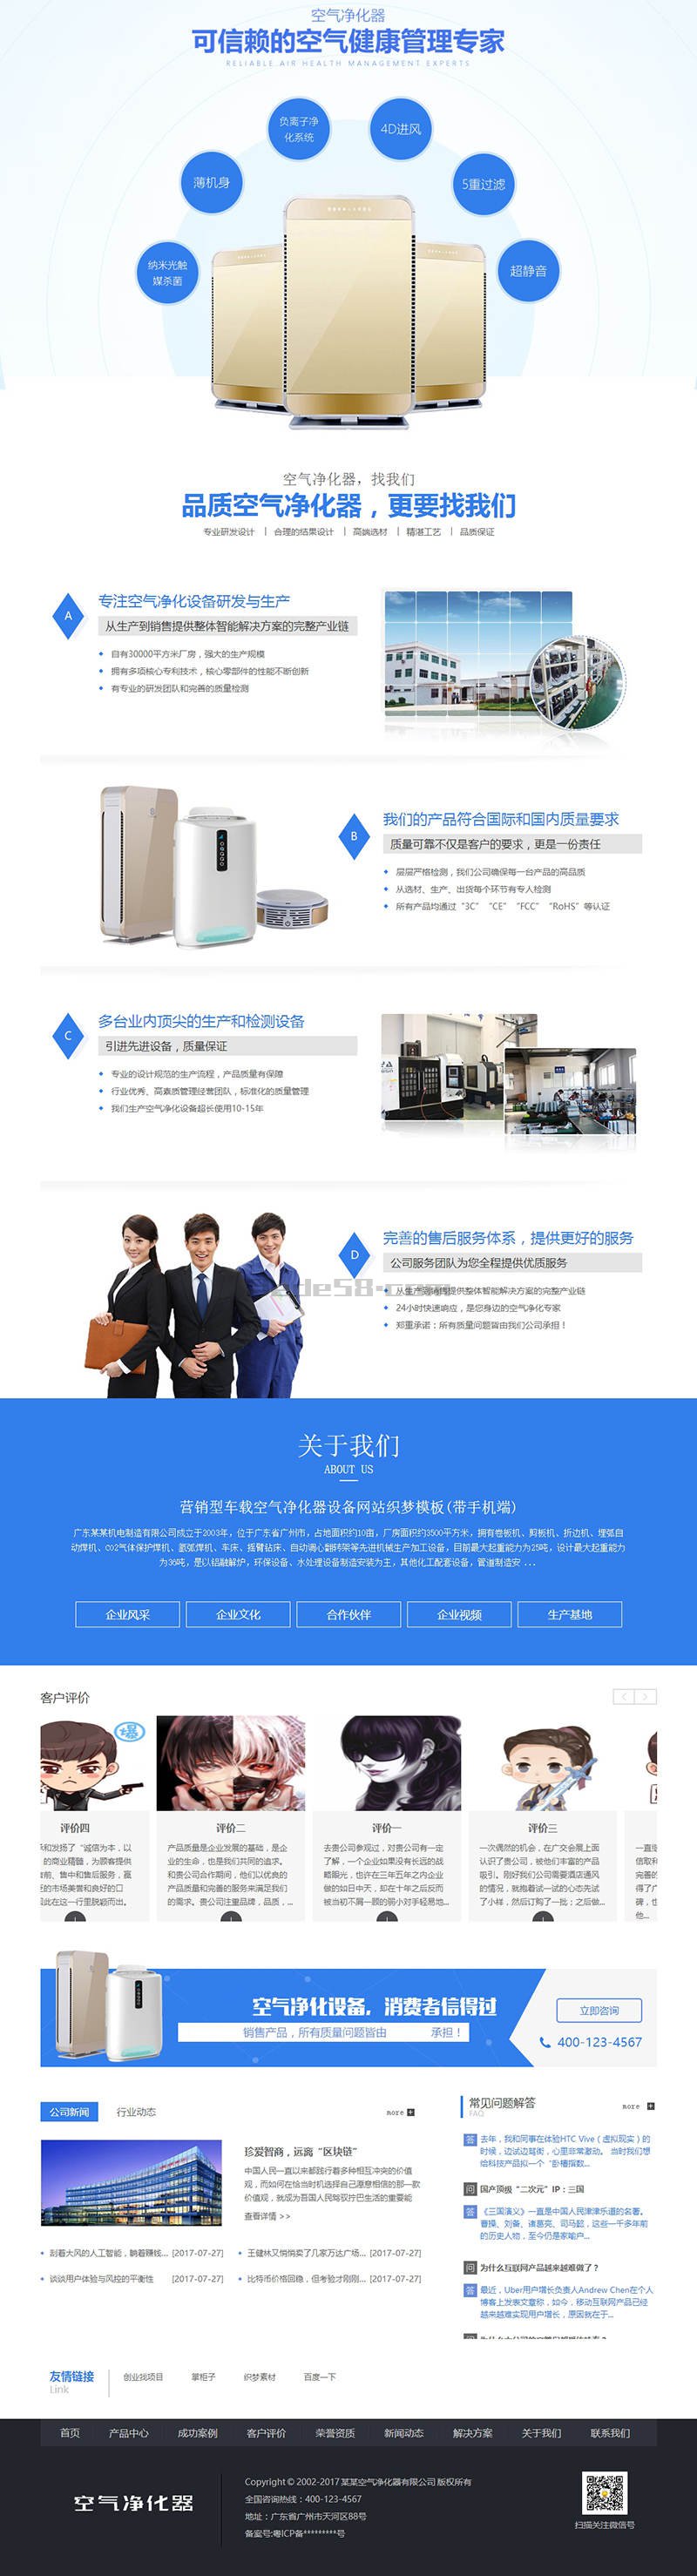 空气净化器
可信赖的空气健康管理专家
RELIABLE AIR HEALTH MANAGEMENT EXPERTS
负离子净
化系统
4D进风
薄机身
5重过滤
纳米光触
媒杀菌
超静音
空气净化器，找我们
品质空气净化器，更要找我们
专业研发设计 | 合理的结果设计 | 高端选材 | 精湛工艺 | 品质保证
A
专注空气净化设备研发与生产
从生产到销售提供整体智能解决方案的完整产业链
自有30000平方米厂房，强大的生产规模
拥有多项核心专利技术，核心零部件的性能不断创新
有专业的研发团队和完善的质量检测
B
我们的产品符合国际和国内质量要求
质量可靠不仅是客户的要求，更是一份责任
层层严格检测，我们公司确保每一台产品的高品质
从选材、生产、出货每个环节有专人检测
所有产品均通过“3C” “CE” “FCC” “RoHS”等认证
C
多台业内顶尖的生产和检测设备
引进先进设备，质量保证
专业的设计规范的生产流程，产品质量有保障
行业优秀、高素质管理经营团队，标准化的质量管理
我们生产空气净化设备超长使用10-15年
D
完善的售后服务体系，提供更好的服务
公司服务团队为您全程提供优质服务
从生产到销售提供整体智能解决方案的完整产业链
24小时快速响应，是您身边的空气净化专家
郑重承诺：所有质量问题皆由我们公司承担！
关于我们
ABOUT US
营销型车载空气净化器设备网站织梦模板(带手机端)
广东某某机电制造有限公司成立于2003年，位于广东省广州市，占地面积约10亩，厂房面积约3500平方米，拥有卷板机、剪板机、折边机、埋弧自
动焊机、CO2气体保护焊机、氩弧焊机、车床、摇臂钻床、自动调心翻转架等先进机械生产加工设备，目前最大起重能力为25吨，设计最大起重能力
为36吨，是以铝融解炉，环保设备、水处理设备制造安装为主，其他化工配套设备，管道制造安 ...
企业风采
企业文化
合作伙伴
企业视频
生产基地
客户评价
爆
评价四
和发扬了“诚信为本，以
的商业精髓，为顾客提供
前、售中和售后服务，赢
的市场美誉和良好的口
此在这一行里脱颖而出。
评价二
产品质量是企业发展的基础，是企
业的生命，也是我们共同的追求。
和贵公司合作期间，他们以优良的
产品质量和完善的服务来满足我们
的需求。贵公司注重品牌，品质，...
评价一
去贵公司参观过，对贵公司有一定
了解，一个企业如果没有长远的战
略眼光，也许在三年五年之内企业
做的如日中天，却在十年之后反而
被当初不屑一顾的弱小对手轻易地...
评价三
一次偶然的机会，在广交会展上面
认识了贵公司，被他们丰富的产品
吸引。刚好我们公司需要酒店通风
的情况，就抱着试一试的心态先试
了小样，然后订购了一批；之后做...
一直
信取利
完善的
得了广
碑，也
他...
空气净化设备，消费者信得过
销售产品，所有质量问题皆由 承担！
立即咨询
400-123-4567
公司新闻
行业动态
more
珍爱智商，远离“区块链”
中国人民一直以来都践行着多种相互冲突的价值
观，而如何在恰当时机选择自己愿意相信的那一款
价值观，就成为吾国人民驾驭抒巴生活的重要能
查看详情 >>
刮着大风的人工智能，躺着赚钱... [2017-07-27]
王健林又悄悄卖了几家万达广场... [2017-07-27]
谈谈用户体验与风控的平衡性 [2017-07-27]
比特币价格回稳，但考验才刚刚... [2017-07-27]
常见问题解答
FAQ
more
答 去年，我和同事在体验HTC Vive（虚拟现实）的
时候，边试边骂街，心里非常激动。 当时我们想
给科技产品拟一个“卧槽指数...
问 国产顶级“二次元”IP：三国
答 《三国演义》一直是中国人民津津乐道的名著。
曹操、刘备、诸葛亮、司马懿，这些一千多年前
的历史人物，至今仍是家喻户...
问 为什么互联网产品越来越难做了？
答 最近，Uber用户增长负责人Andrew Chen在个人
博客上发表文章称，如今，移动互联网产品已经
越来越难实现用户增长，原因就在于...
友情链接
Link
创业找项目
掌柜子
织梦素材
百度一下
首页
产品中心
成功案例
客户评价
荣誉资质
新闻动态
解决方案
关于我们
联系我们
空气净化器
Copyright © 2002-2017 某某空气净化器有限公司 版权所有
全国咨询热线：400-123-4567
地址：广东省广州市天河区88号
备案号:粤ICP备*********号
扫描关注微信号